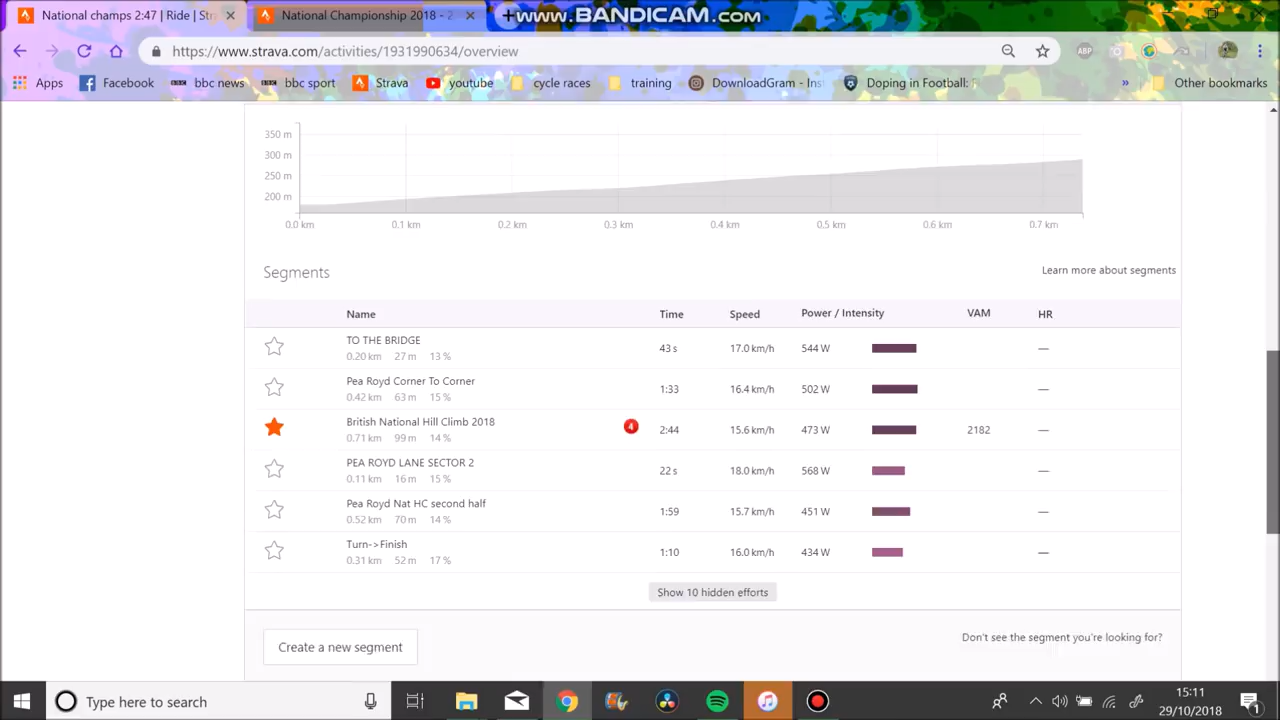 National champs 2:47 | Ride | Str
National Championship 2018 - 2
WWW.BANDICAM.COM
https://www.strava.com/activities/1931990634/overview
ABP
Apps
Facebook
BBC
bbc news
BBC
bbc sport
Strava
youtube
cycle races
training
DownloadGram - Inst
Doping in Football:
»
Other bookmarks
350 m
300 m
250 m
200 m
0.0 km 0.1 km 0.2 km 0.3 km 0.4 km 0.5 km 0.6 km 0.7 km
Segments
Learn more about segments
Name Time Speed Power / Intensity VAM HR
TO THE BRIDGE
0.20 km 27 m 13 %
43 s 17.0 km/h 544 W —
Pea Royd Corner To Corner
0.42 km 63 m 15 %
1:33 16.4 km/h 502 W —
British National Hill Climb 2018
0.71 km 99 m 14 %
4 2:44 15.6 km/h 473 W 2182 —
PEA ROYD LANE SECTOR 2
0.11 km 16 m 15 %
22 s 18.0 km/h 568 W —
Pea Royd Nat HC second half
0.52 km 70 m 14 %
1:59 15.7 km/h 451 W —
Turn->Finish
0.31 km 52 m 17 %
1:10 16.0 km/h 434 W —
Show 10 hidden efforts
Don't see the segment you're looking for?
Create a new segment
Type here to search
15:11
29/10/2018
1